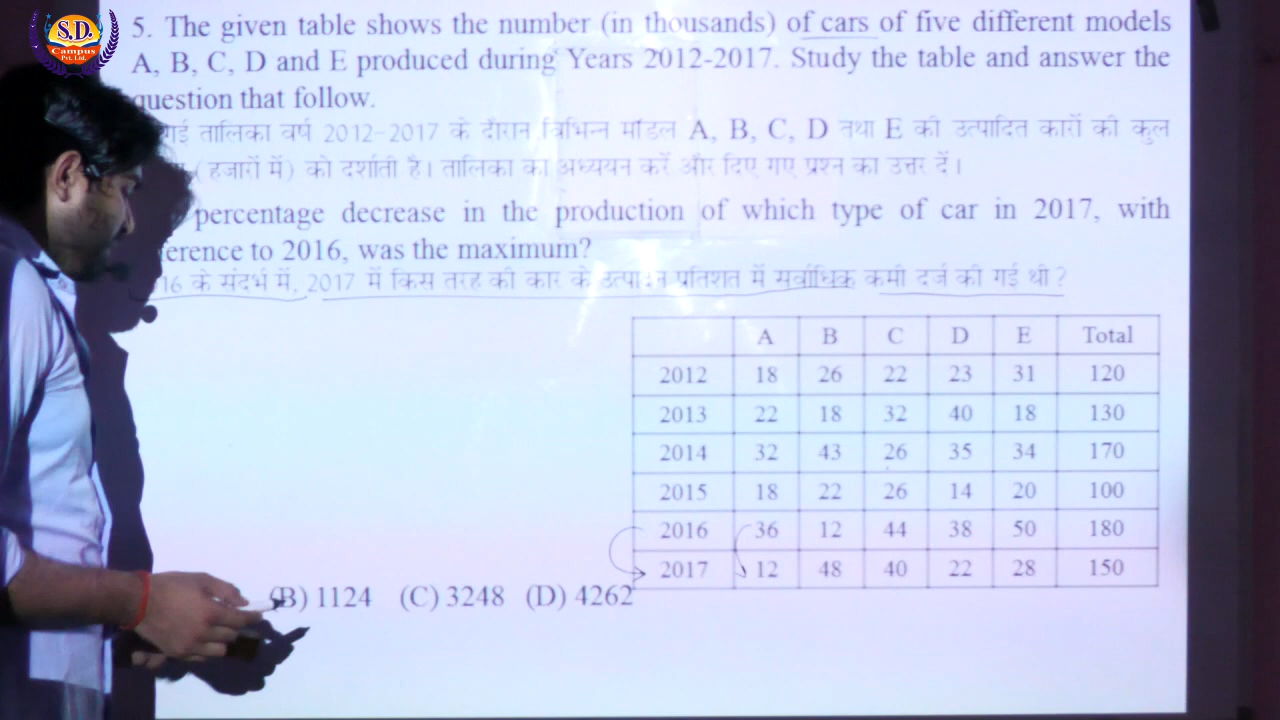 S.D.
Campus
Pvt. Ltd.
5. The given table shows the number (in thousands) of cars of five different models
A, B, C, D and E produced during Years 2012-2017. Study the table and answer the
question that follow.
गई तालिका वर्ष 2012-2017 के दौरान विभिन्न मॉडल A, B, C, D तथा E की उत्पादित कारों की कुल
(हजारों में) को दर्शाती है। तालिका का अध्ययन करें और दिए गए प्रश्न का उत्तर दें।
percentage decrease in the production of which type of car in 2017, with
ference to 2016, was the maximum?
16 के संदर्भ में, 2017 में किस तरह की कार के उत्पादन प्रतिशत में सर्वाधिक कमी दर्ज की गई थी ?
A B C D E Total
2012 18 26 22 23 31 120
2013 22 18 32 40 18 130
2014 32 43 26 35 34 170
2015 18 22 26 14 20 100
2016 36 12 44 38 50 180
2017 12 48 40 22 28 150
(B) 1124 (C) 3248 (D) 4262